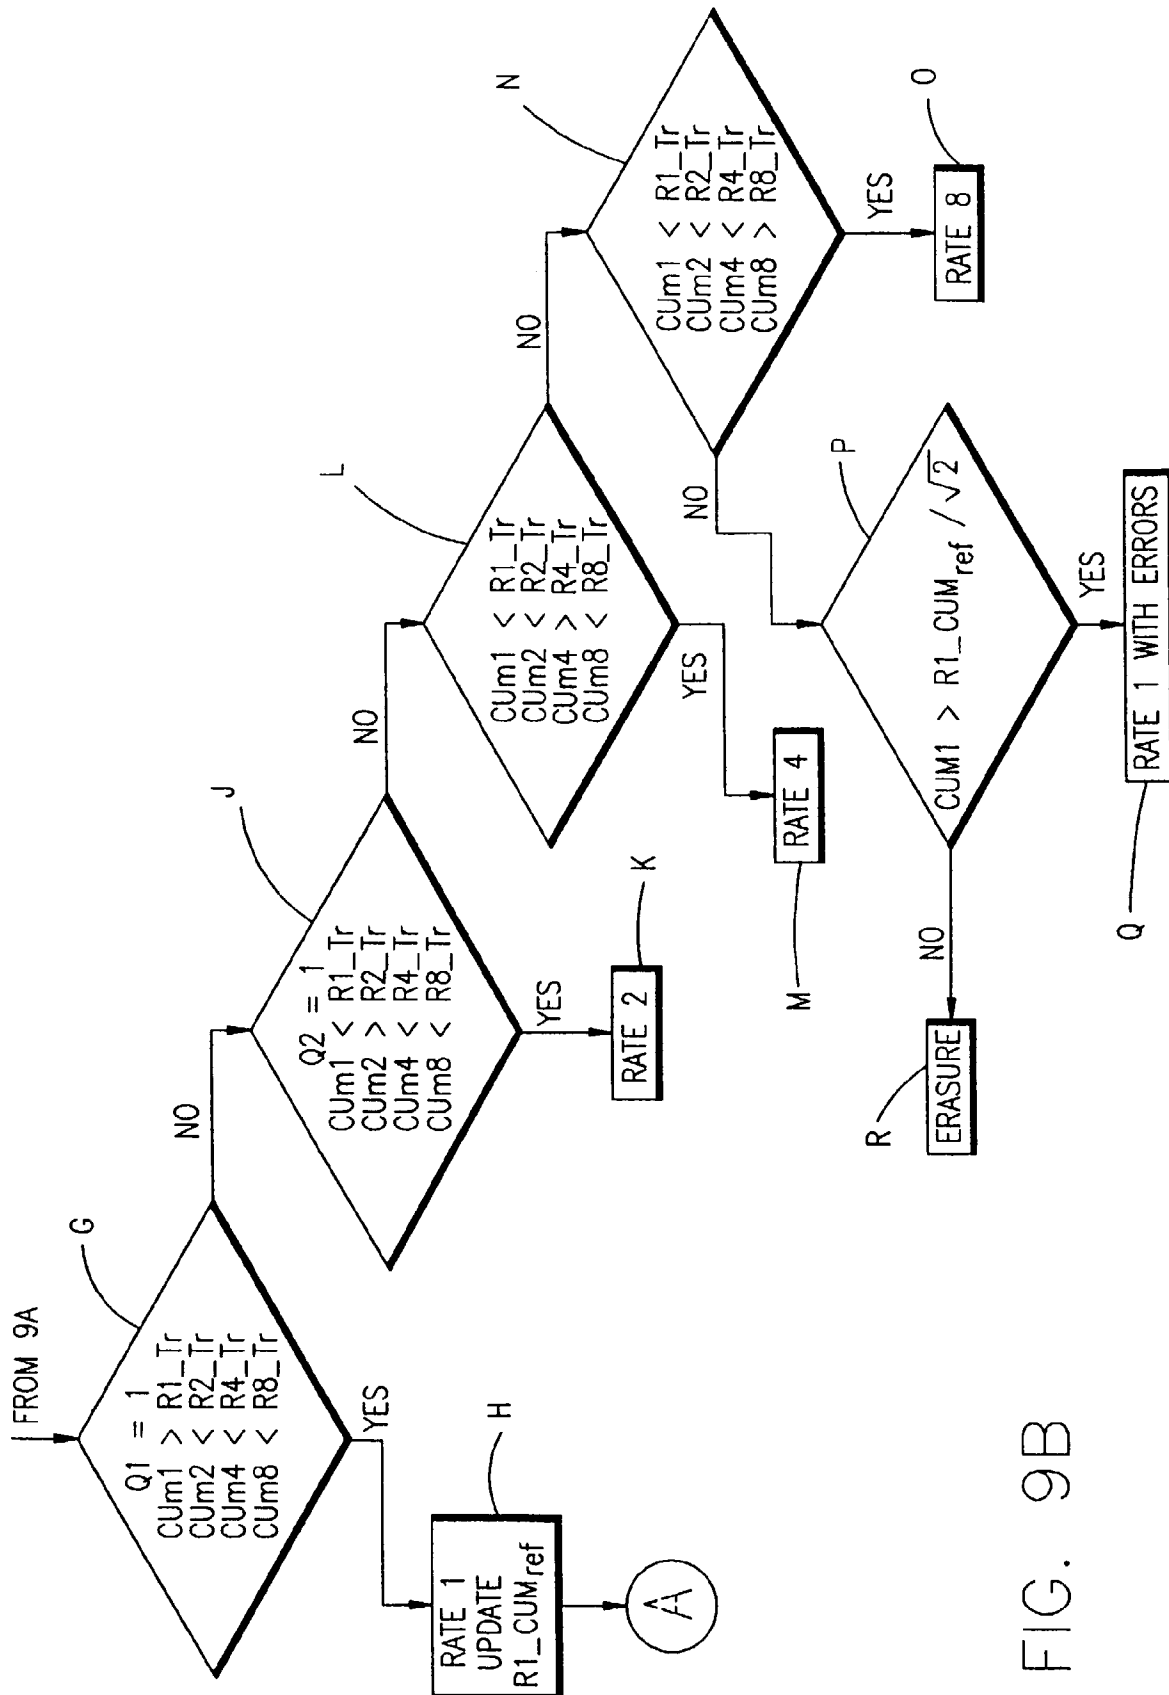 FROM 9A
G
Q1 = 1
CUm1 > R1_Tr
CUm2 < R2_Tr
CUm4 < R4_Tr
CUm8 < R8_Tr
YES
NO
H
RATE 1
UPDATE
R1_CUMref
A
J
Q2 = 1
CUm1 < R1_Tr
CUm2 > R2_Tr
CUm4 < R4_Tr
CUm8 < R8_Tr
YES
NO
K
RATE 2
L
CUm1 < R1_Tr
CUm2 < R2_Tr
CUm4 > R4_Tr
CUm8 < R8_Tr
YES
NO
M
RATE 4
N
CUm1 < R1_Tr
CUm2 < R2_Tr
CUm4 < R4_Tr
CUm8 > R8_Tr
YES
NO
O
RATE 8
P
CUM1 > R1_CUMref / √2
YES
NO
Q
RATE 1 WITH ERRORS
R
ERASURE
FIG. 9B